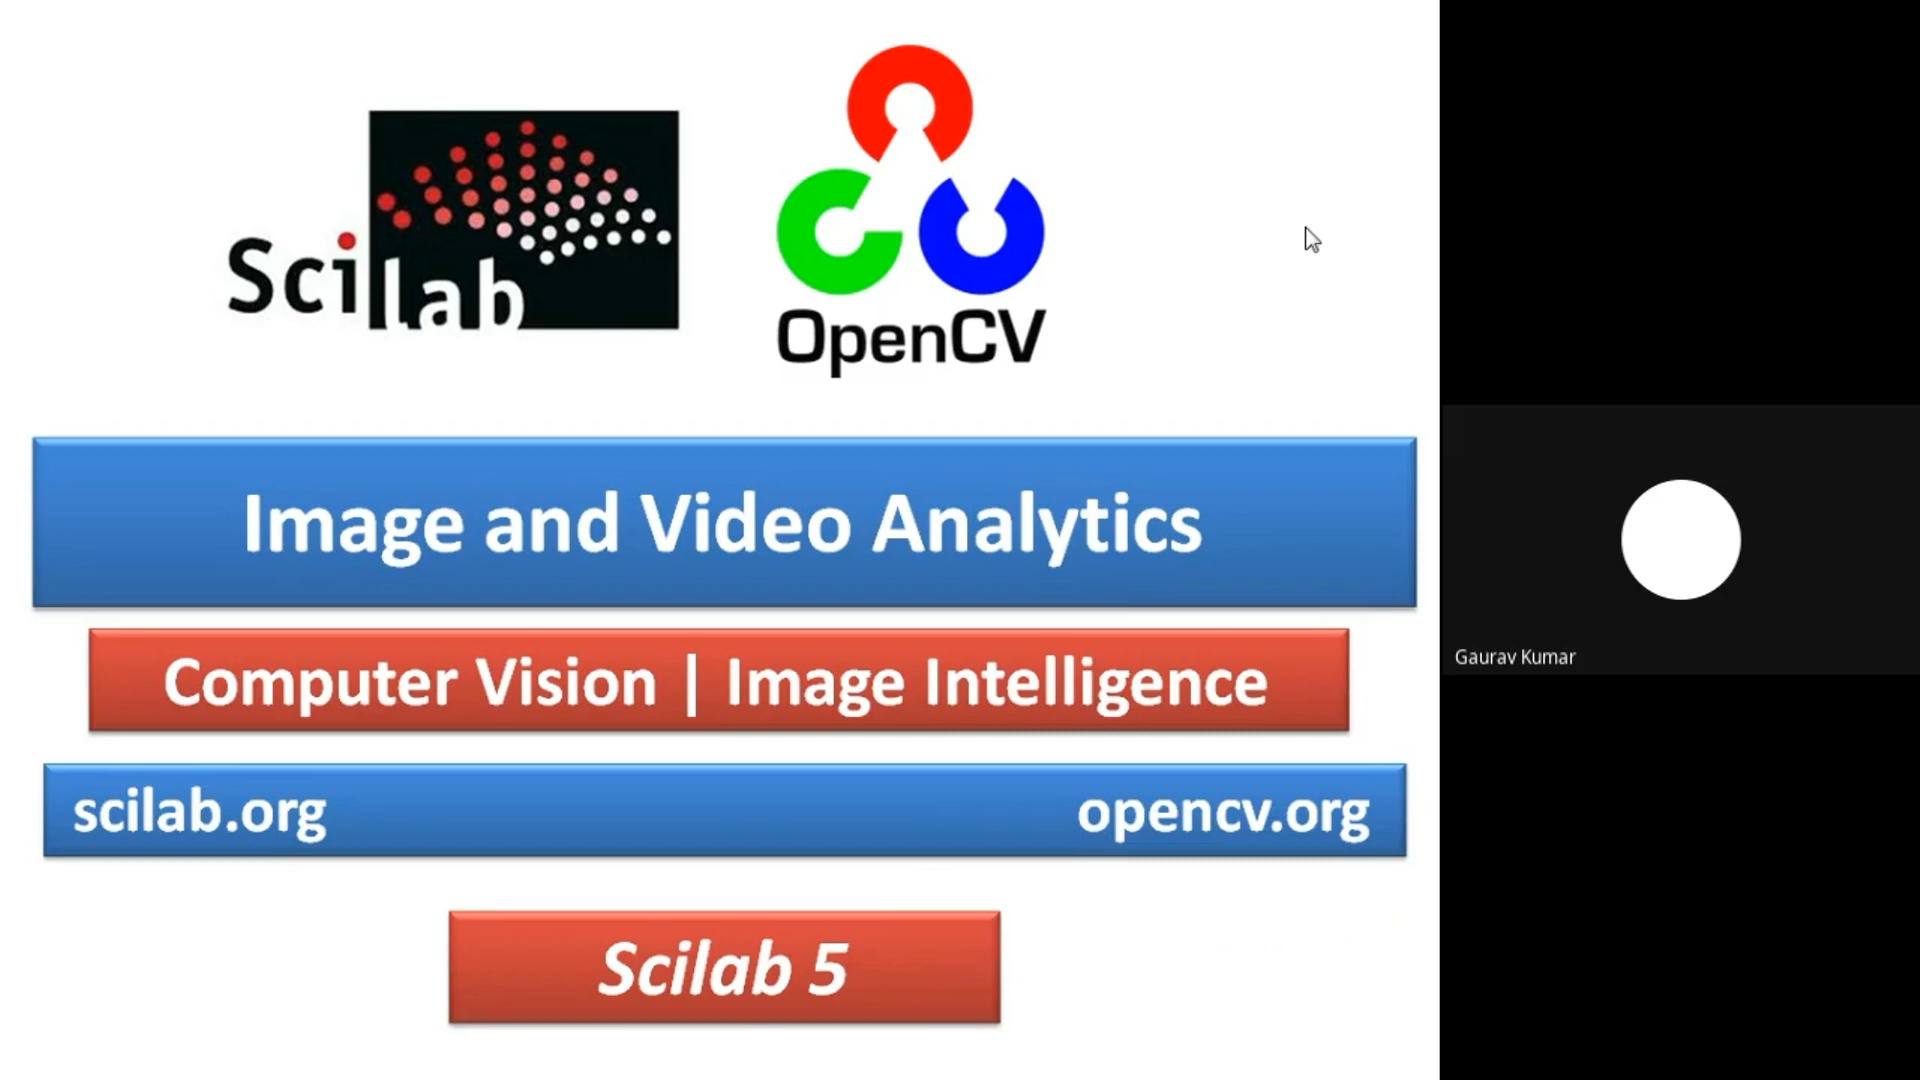 Scilab
OpenCV
Image and Video Analytics
Computer Vision | Image Intelligence
scilab.org
opencv.org
Scilab 5
Gaurav Kumar